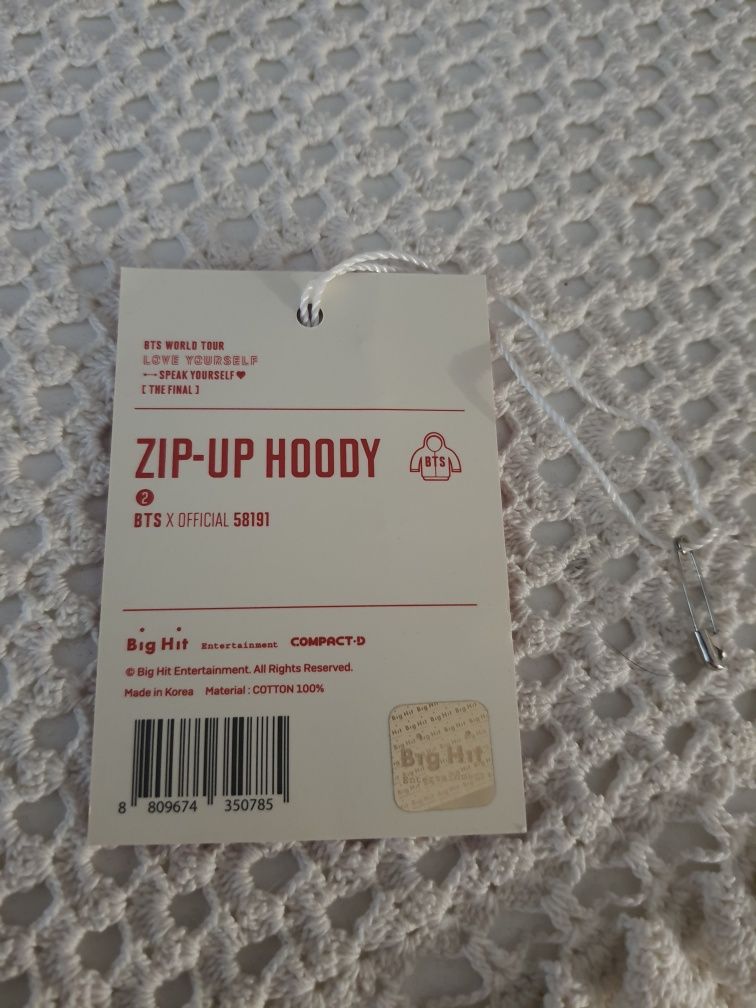 BTS WORLD TOUR
LOVE YOURSELF
SPEAK YOURSELF
[ THE FINAL ]
ZIP-UP HOODY
BTS
2
BTS X OFFICIAL 58191
Big Hit Entertainment COMPACT·D
© Big Hit Entertainment. All Rights Reserved.
Made in Korea Material : COTTON 100%
8 809674 350785
Big Hit
Entertainment